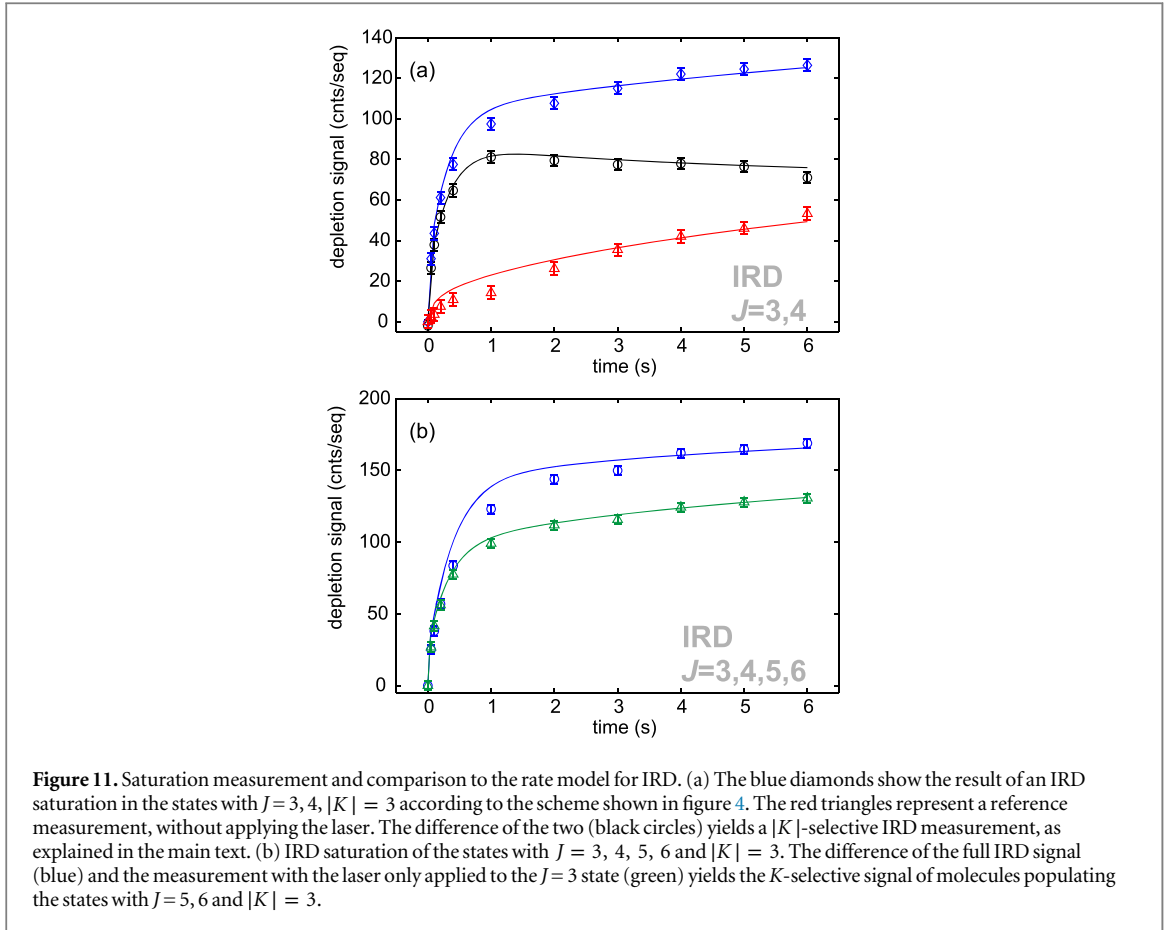 140
120
100
80
60
40
20
0
depletion signal (cnts/seq)
(a)
IRD
J=3,4
0 1 2 3 4 5 6
time (s)
200
150
100
50
0
depletion signal (cnts/seq)
(b)
IRD
J=3,4,5,6
0 1 2 3 4 5 6
time (s)
Figure 11. Saturation measurement and comparison to the rate model for IRD. (a) The blue diamonds show the result of an IRD
saturation in the states with J = 3, 4, |K| = 3 according to the scheme shown in figure 4. The red triangles represent a reference
measurement, without applying the laser. The difference of the two (black circles) yields a |K|-selective IRD measurement, as
explained in the main text. (b) IRD saturation of the states with J = 3, 4, 5, 6 and |K| = 3. The difference of the full IRD signal
(blue) and the measurement with the laser only applied to the J=3 state (green) yields the K-selective signal of molecules populating
the states with J = 5, 6 and |K| = 3.